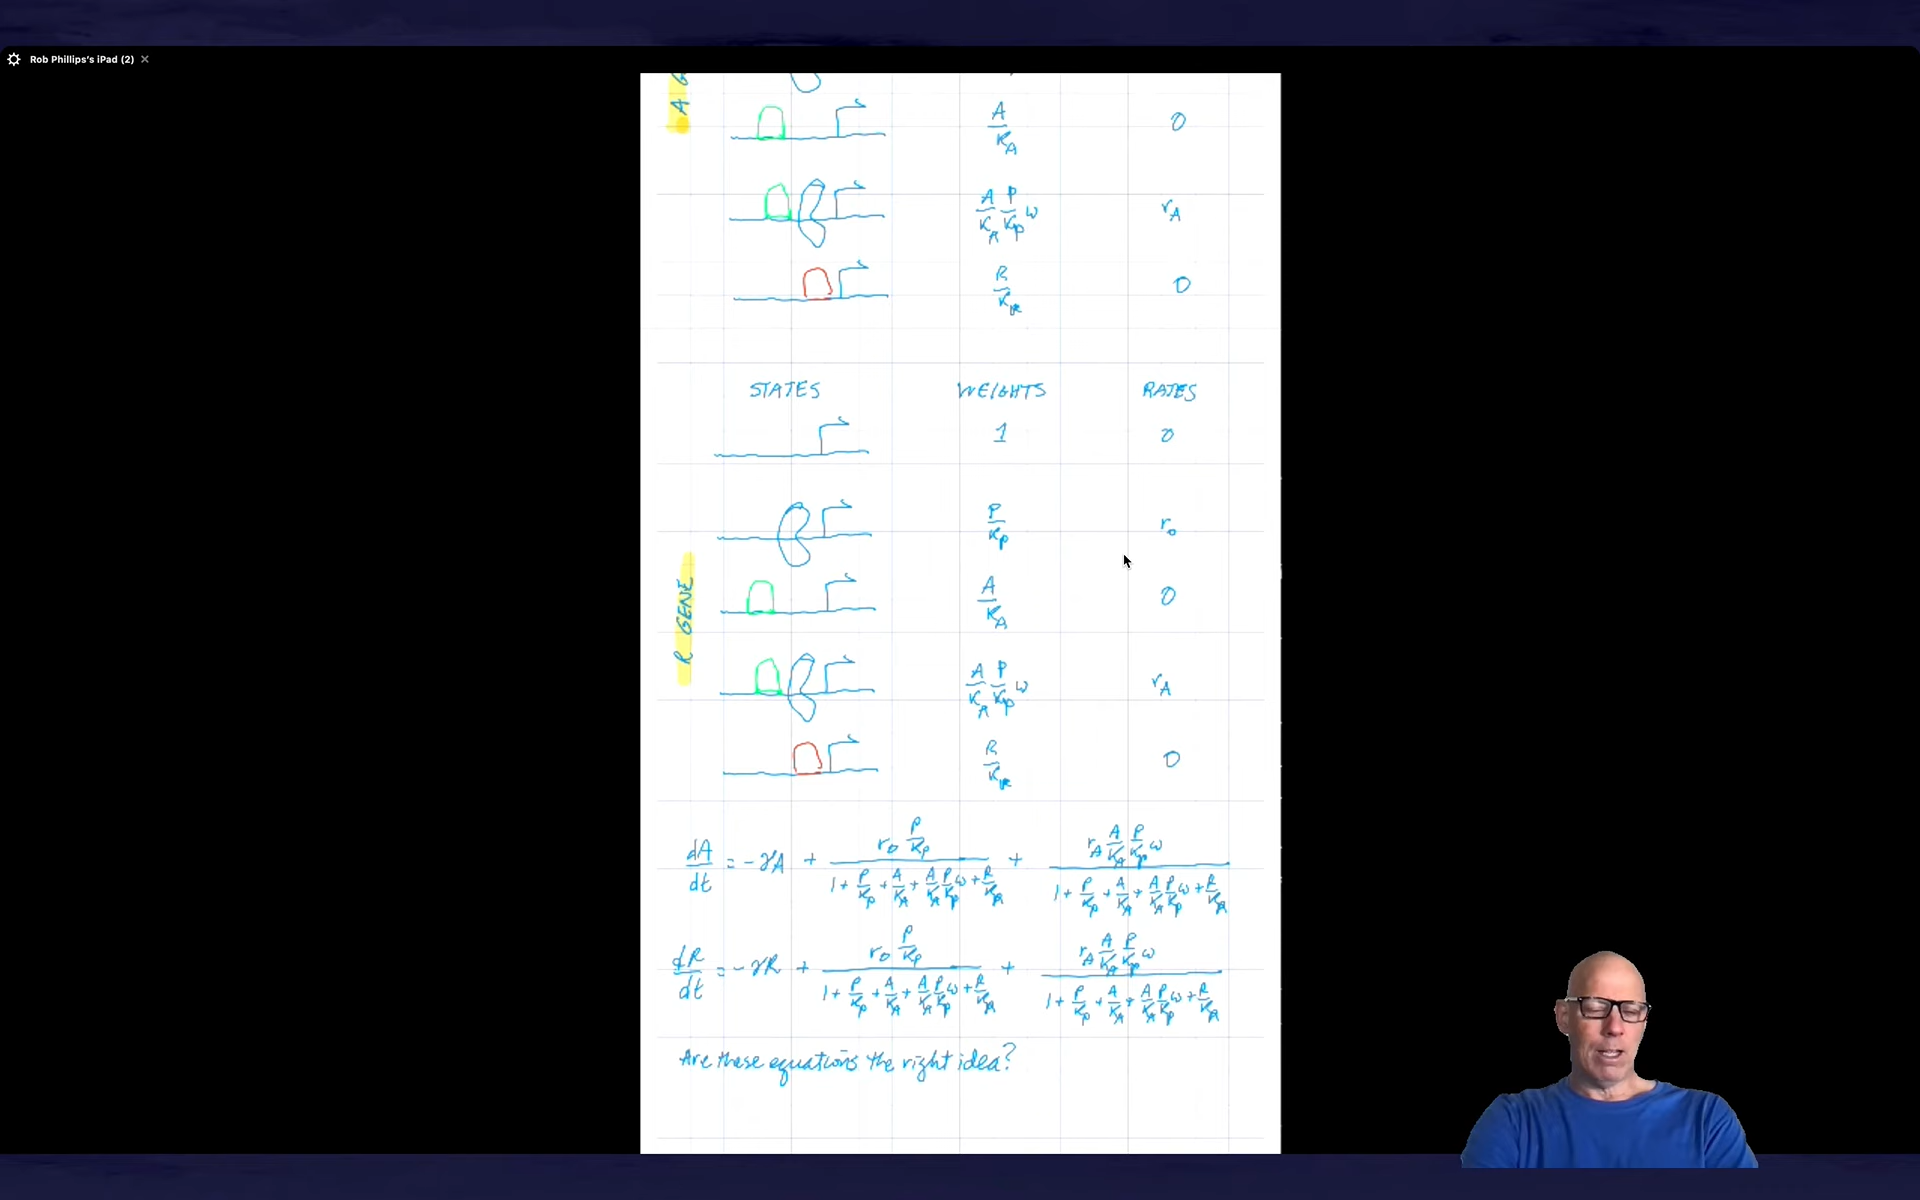 Rob Phillips's iPad (2) ×
A G
A/K_A 0
A/K_A P/K_P ω r_A
R/K_R 0
STATES WEIGHTS RATES
1 0
P/K_P r_0
R GENE
A/K_A 0
A/K_A P/K_P ω r_A
R/K_R 0
dA/dt = -γA + (r_0 P/K_P)/(1 + P/K_P + A/K_A + A/K_A P/K_P ω + R/K_R) + (r_A A/K_A P/K_P ω)/(1 + P/K_P + A/K_A + A/K_A P/K_P ω + R/K_R)
dR/dt = -γR + (r_0 P/K_P)/(1 + P/K_P + A/K_A + A/K_A P/K_P ω + R/K_R) + (r_A A/K_A P/K_P ω)/(1 + P/K_P + A/K_A + A/K_A P/K_P ω + R/K_R)
Are these equations the right idea?